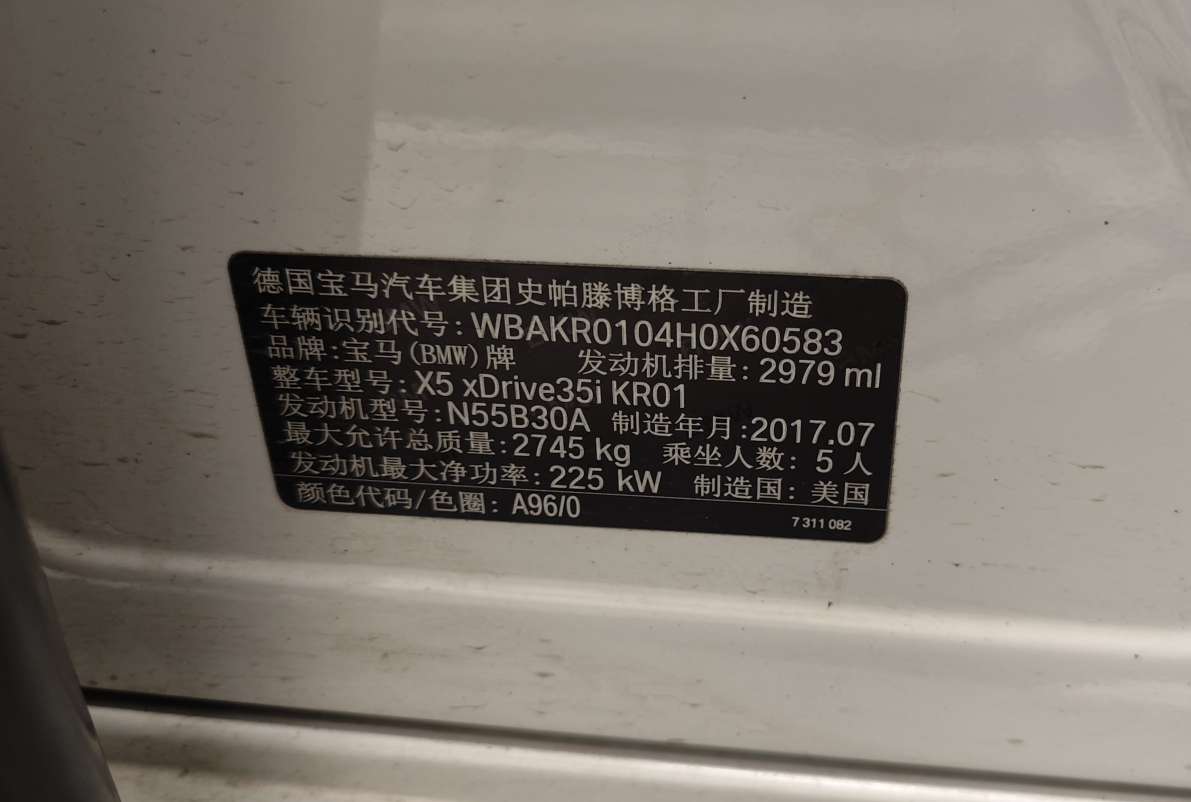 德国宝马汽车集团史帕滕博格工厂制造
车辆识别代号: WBAKR0104H0X60583
品牌:宝马(BMW)牌 发动机排量: 2979 ml
整车型号: X5 xDrive35i KR01
发动机型号: N55B30A 制造年月:2017.07
最大允许总质量: 2745 kg 乘坐人数: 5 人
发动机最大净功率: 225 kW 制造国: 美国
颜色代码/色圈: A96/0
7 311 082